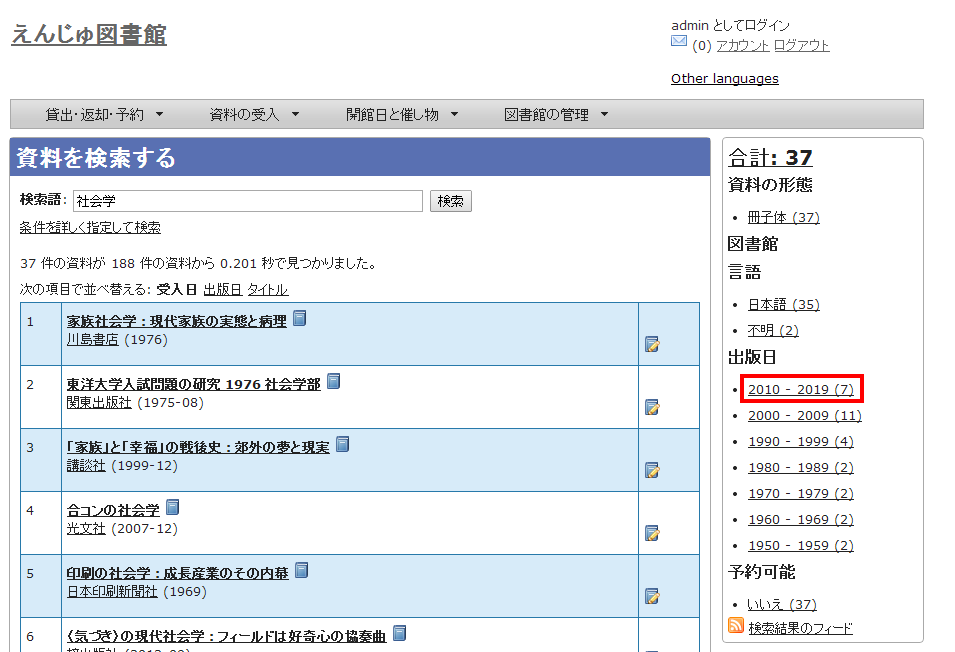 えんじゅ図書館
admin としてログイン
(0) アカウント ログアウト
Other languages
貸出・返却・予約 資料の受入 開館日と催し物 図書館の管理
資料を検索する
検索語: 社会学 検索
条件を詳しく指定して検索
37 件の資料が 188 件の資料から 0.201 秒で見つかりました。
次の項目で並べ替える: 受入日 出版日 タイトル
1 家族社会学 : 現代家族の実態と病理
川島書店 (1976)
2 東洋大学入試問題の研究 1976 社会学部
関東出版社 (1975-08)
3 「家族」と「幸福」の戦後史 : 郊外の夢と現実
講談社 (1999-12)
4 合コンの社会学
光文社 (2007-12)
5 印刷の社会学 : 成長産業のその内幕
日本印刷新聞社 (1969)
6 〈気づき〉の現代社会学 : フィールドは好奇心の協奏曲
合計: 37
資料の形態
冊子体 (37)
図書館
言語
日本語 (35)
不明 (2)
出版日
2010 - 2019 (7)
2000 - 2009 (11)
1990 - 1999 (4)
1980 - 1989 (2)
1970 - 1979 (2)
1960 - 1969 (2)
1950 - 1959 (2)
予約可能
いいえ (37)
検索結果のフィード